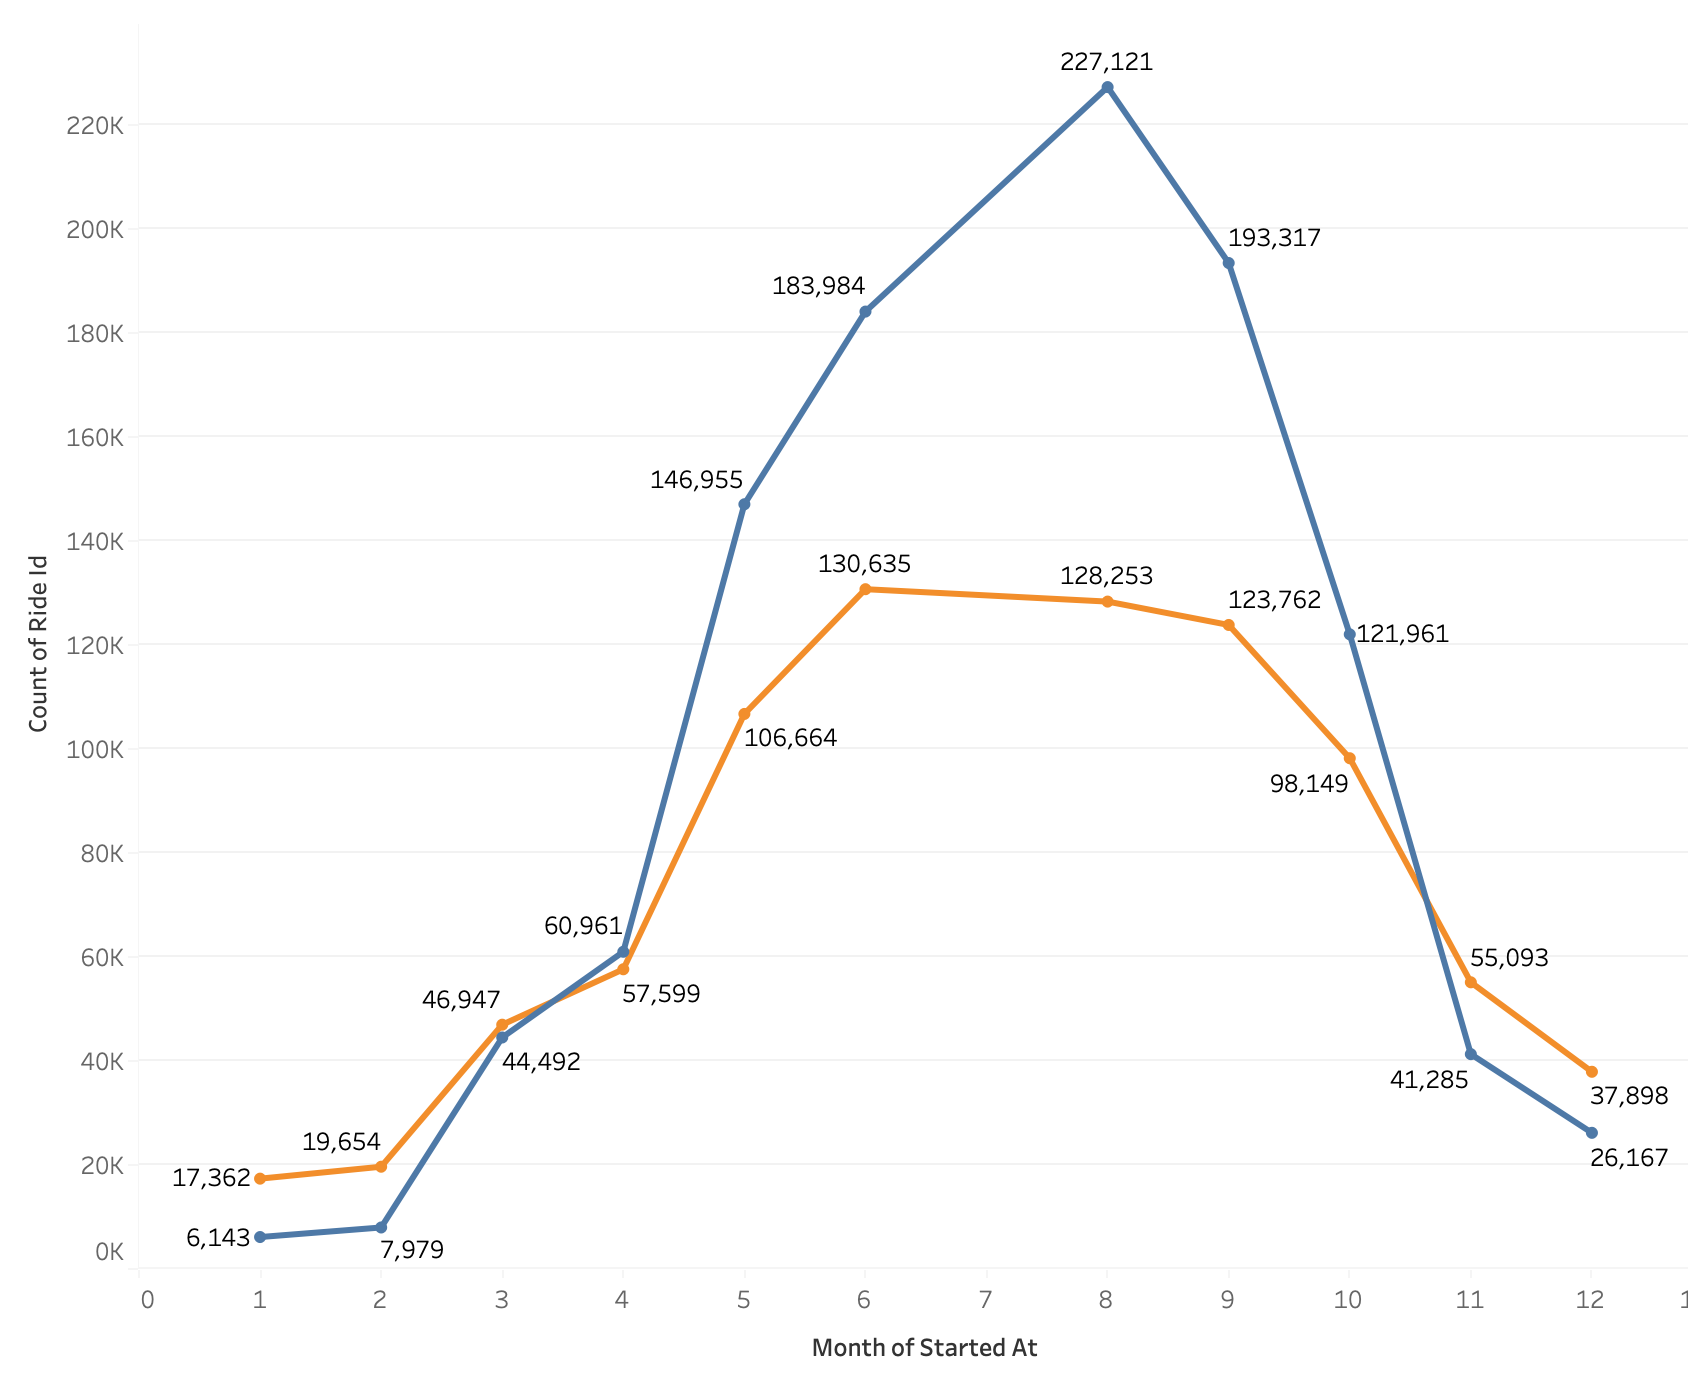 227,121
220K
200K
193,317
183,984
180K
160K
146,955
140K
130,635
128,253
123,762
120K
121,961
106,664
100K
98,149
80K
60,961
60K
55,093
46,947
57,599
44,492
40K
41,285
37,898
19,654
20K
17,362
26,167
6,143
7,979
0K
0 1 2 3 4 5 6 7 8 9 10 11 12
Count of Ride Id
Month of Started At